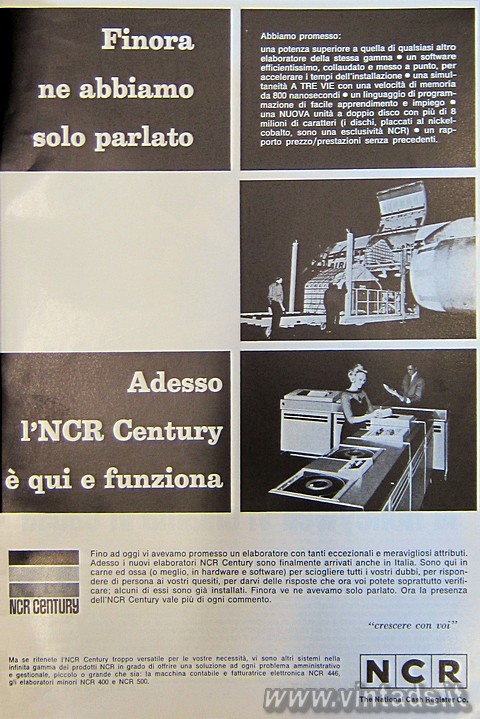 Finora
ne abbiamo
solo parlato
Abbiamo promesso:
una potenza superiore a quella di qualsiasi altro
elaboratore della stessa gamma • un software
efficientissimo, collaudato e messo a punto, per
accelerare i tempi dell'installazione • una simul-
taneità A TRE VIE con una velocità di memoria
da 800 nanosecondi • un linguaggio di program-
mazione di facile apprendimento e impiego •
una NUOVA unità a doppio disco con più di 8
milioni di caratteri (i dischi, placcati al nickel-
cobalto, sono una esclusività NCR) • un rap-
porto prezzo/prestazioni senza precedenti.
Adesso
l'NCR Century
è qui e funziona
NCR CENTURY
Fino ad oggi vi avevamo promesso un elaboratore con tanti eccezionali e meravigliosi attributi.
Adesso i nuovi elaboratori NCR Century sono finalmente arrivati anche in Italia. Sono qui in
carne ed ossa (o meglio, in hardware e software) per sciogliere tutti i vostri dubbi, per rispon-
dere di persona ai vostri quesiti, per darvi delle risposte che ora voi potete soprattutto verifi-
care; alcuni di essi sono già installati. Finora ve ne avevamo solo parlato. Ora la presenza
dell'NCR Century vale più di ogni commento.
"crescere con voi"
Ma se ritenete l'NCR Century troppo versatile per le vostre necessità, vi sono altri sistemi nella
infinita gamma dei prodotti NCR in grado di offrire una soluzione ad ogni problema amministrativo
e gestionale, piccolo o grande che sia: la macchina contabile e fatturatrice elettronica NCR 446,
gli elaboratori minori NCR 400 e NCR 500.
NCR
The National Cash Register Co.
www.vintads.it